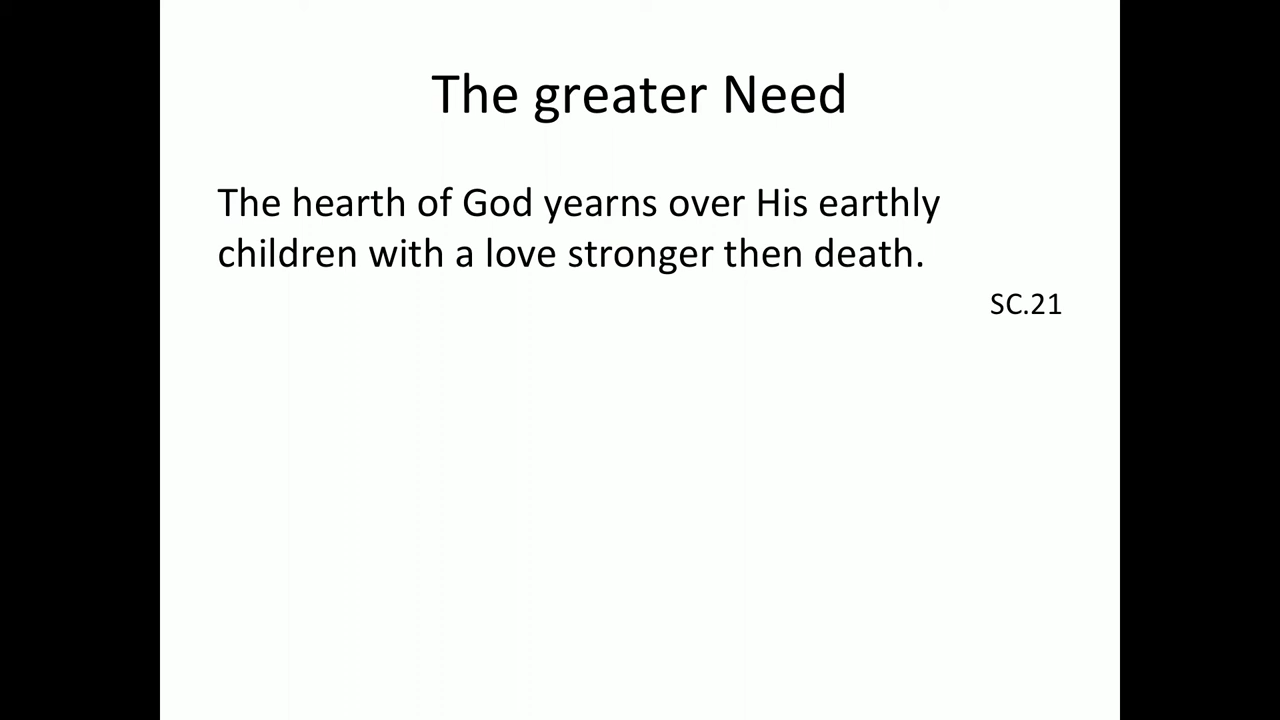 The greater Need
The hearth of God yearns over His earthly
children with a love stronger then death.
SC.21